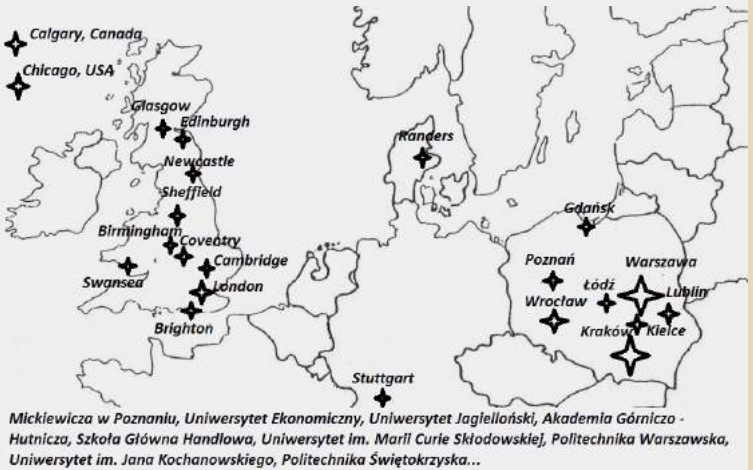 Calgary, Canada
Chicago, USA
Glasgow
Edinburgh
Randers
Newcastle
Sheffield
Gdańsk
Birmingham
Coventry
Cambridge
Poznań
Warszawa
Swansea
London
Łódź
Lublin
Wrocław
Brighton
Kraków
Kielce
Stuttgart
Mickiewicza w Poznaniu, Uniwersytet Ekonomiczny, Uniwersytet Jagielloński, Akademia Górniczo -
Hutnicza, Szkoła Główna Handlowa, Uniwersytet im. Marii Curie Skłodowskiej, Politechnika Warszawska,
Uniwersytet im. Jana Kochanowskiego, Politechnika Świętokrzyska...